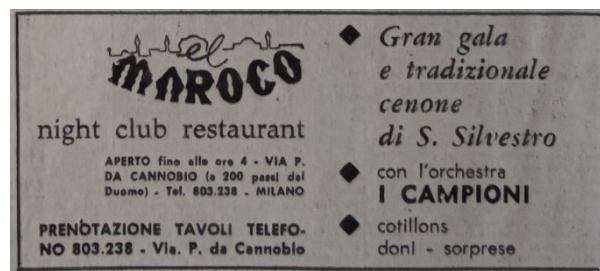 el
MAROCO
night club restaurant
APERTO fino alle ore 4 - VIA P.
DA CANNOBIO (a 200 passi dal
Duomo) - Tel. 803.238 - MILANO
PRENOTAZIONE TAVOLI TELEFO-
NO 803.238 - Via. P. da Cannobio
Gran gala
e tradizionale
cenone
di S. Silvestro
con l'orchestra
I CAMPIONI
cotillons
doni - sorprese